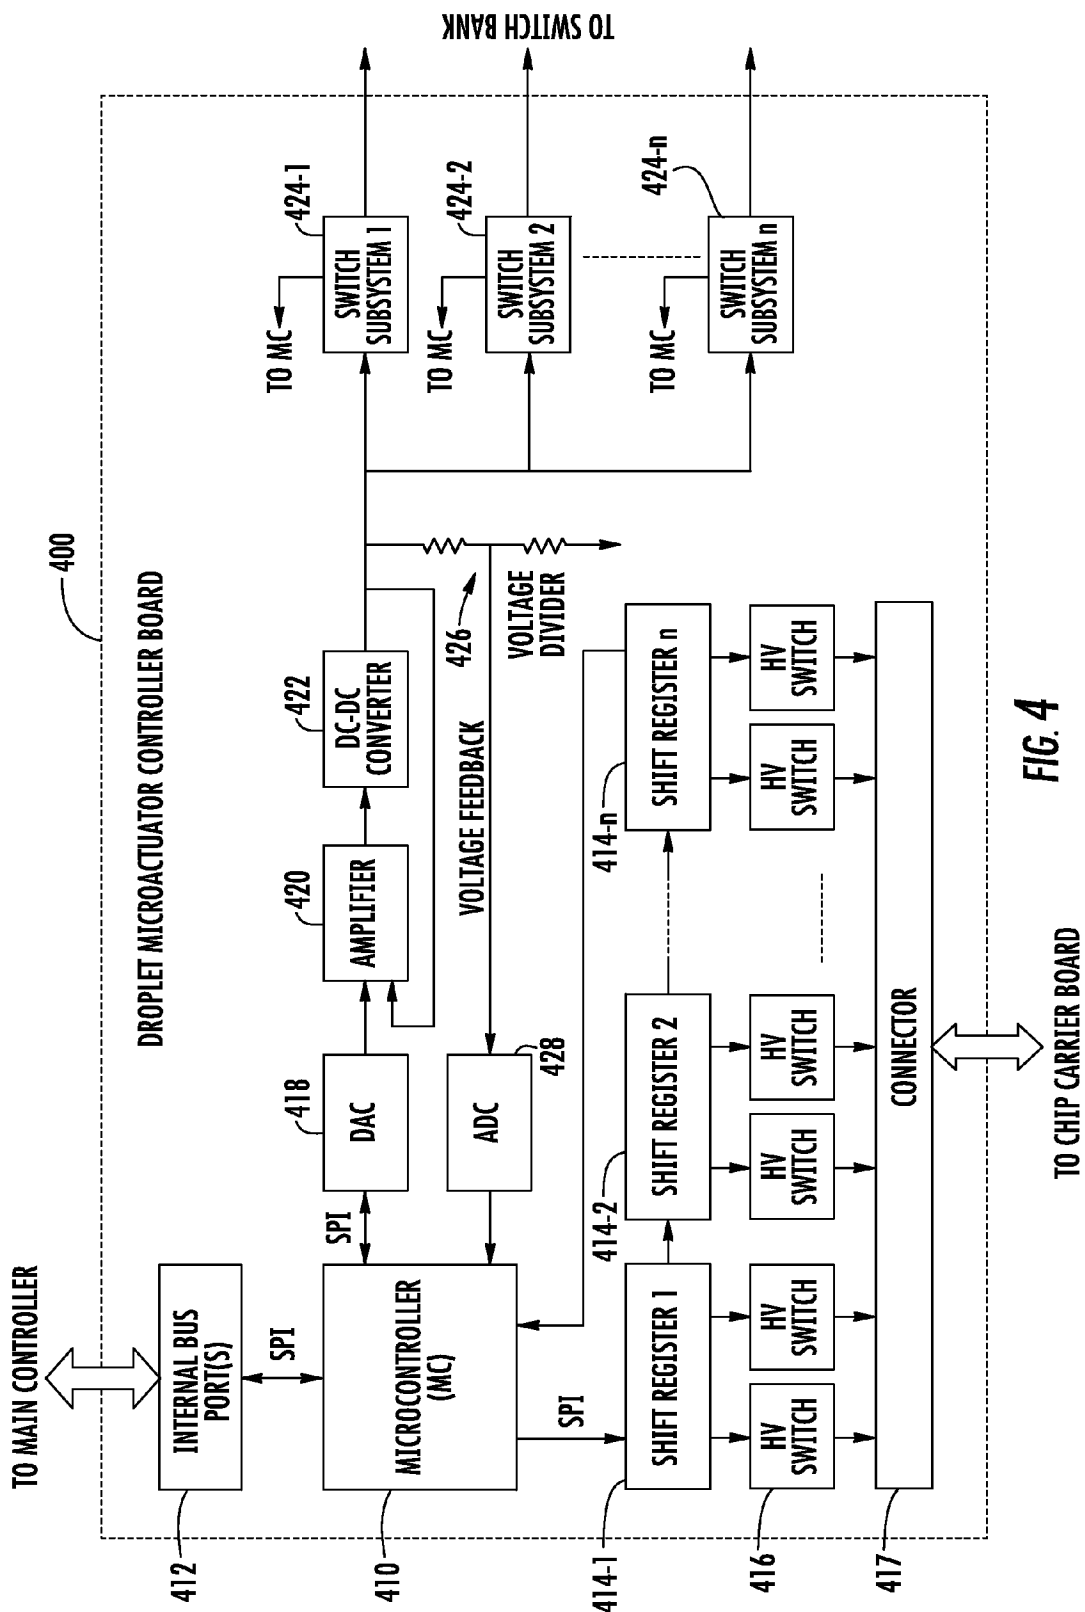 TO MAIN CONTROLLER
400
DROPLET MICROACTUATOR CONTROLLER BOARD
412
INTERNAL BUS
PORT(S)
SPI
410
MICROCONTROLLER
(MC)
SPI
418
DAC
420
AMPLIFIER
422
DC-DC
CONVERTER
TO MC
424-1
SWITCH
SUBSYSTEM 1
TO MC
424-2
SWITCH
SUBSYSTEM 2
TO MC
424-n
SWITCH
SUBSYSTEM n
TO SWITCH BANK
428
ADC
VOLTAGE FEEDBACK
426
VOLTAGE
DIVIDER
SPI
414-1
SHIFT REGISTER 1
414-2
SHIFT REGISTER 2
414-n
SHIFT REGISTER n
416
HV
SWITCH
HV
SWITCH
HV
SWITCH
HV
SWITCH
HV
SWITCH
HV
SWITCH
417
CONNECTOR
TO CHIP CARRIER BOARD
FIG. 4